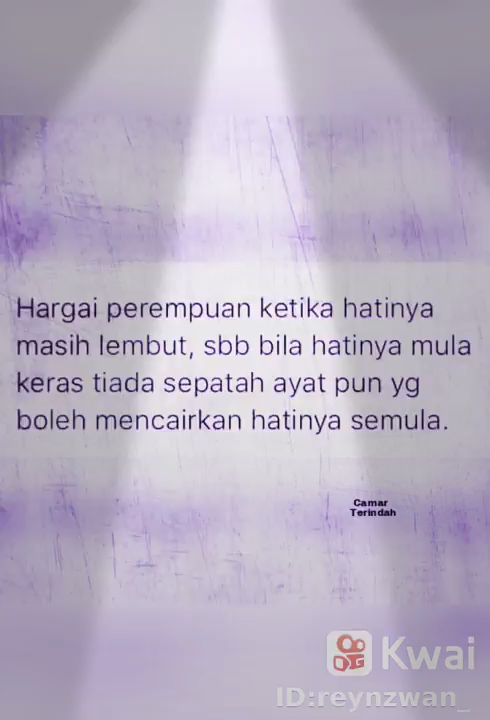 Hargai perempuan ketika hatinya
masih lembut, sbb bila hatinya mula
keras tiada sepatah ayat pun yg
boleh mencairkan hatinya semula.
Camar
Terindah
Kwai
ID:reynzwan_